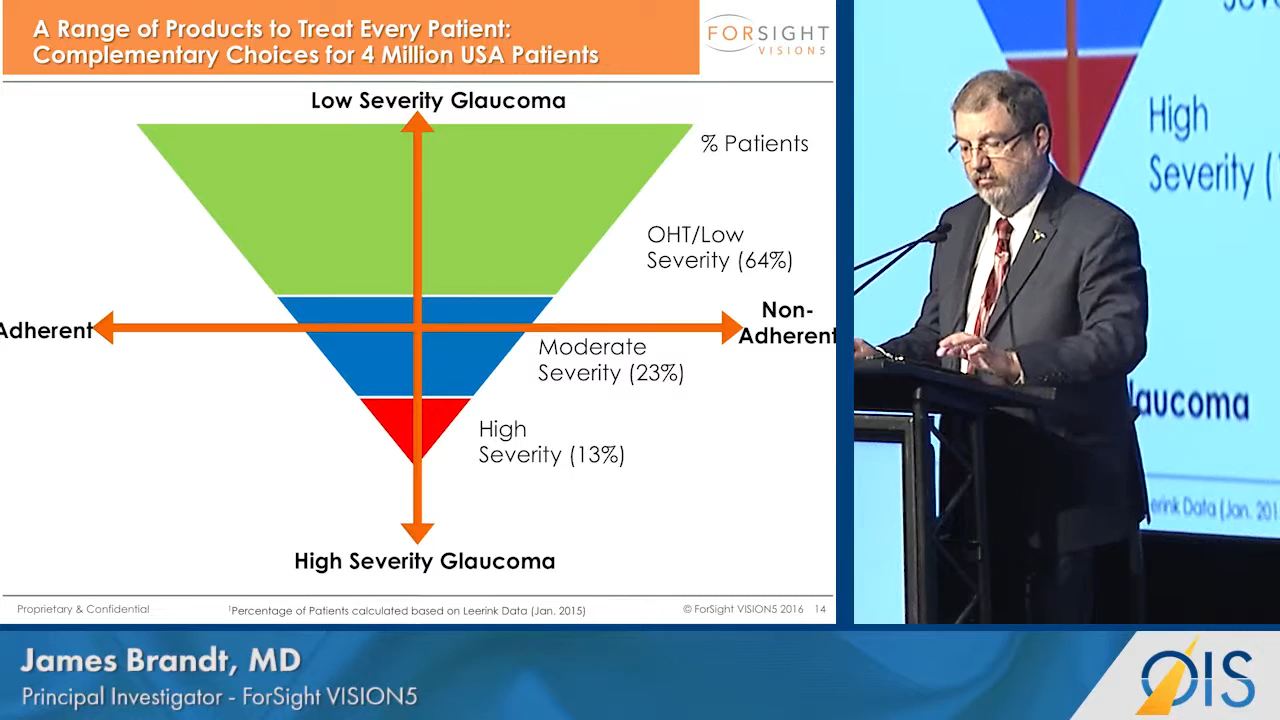 A Range of Products to Treat Every Patient:
Complementary Choices for 4 Million USA Patients
FORSIGHT
VISION5
Low Severity Glaucoma
% Patients
OHT/Low
Severity (64%)
Adherent
Non-
Adherent
Moderate
Severity (23%)
High
Severity (13%)
High Severity Glaucoma
Proprietary & Confidential
¹Percentage of Patients calculated based on Leerink Data (Jan. 2015)
© ForSight VISION5 2016 14
High
Severity (
laucoma
erink Data (Jan. 201
James Brandt, MD
Principal Investigator - ForSight VISION5
OIS